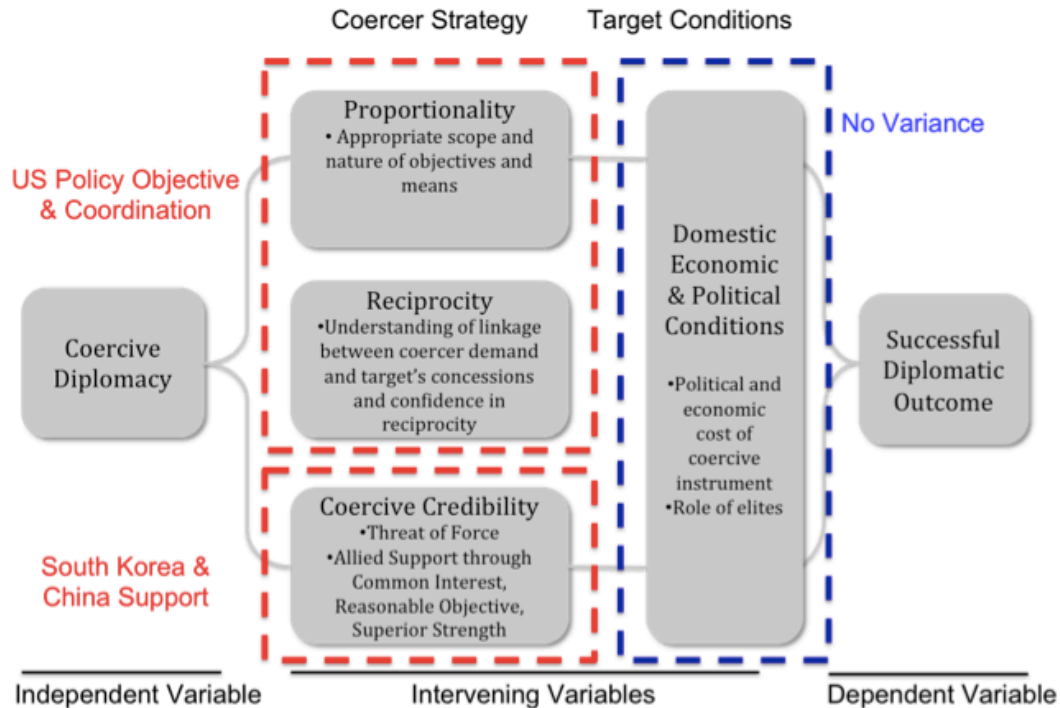 Coercer Strategy
Target Conditions
Proportionality
• Appropriate scope and
nature of objectives and
means
No Variance
US Policy Objective
& Coordination
Reciprocity
•Understanding of linkage
between coercer demand
and target's concessions
and confidence in
reciprocity
Coercive
Diplomacy
Domestic
Economic
& Political
Conditions
•Political and
economic
cost of
coercive
instrument
•Role of elites
Successful
Diplomatic
Outcome
Coercive Credibility
•Threat of Force
•Allied Support through
Common Interest,
Reasonable Objective,
Superior Strength
South Korea &
China Support
Independent Variable
Intervening Variables
Dependent Variable